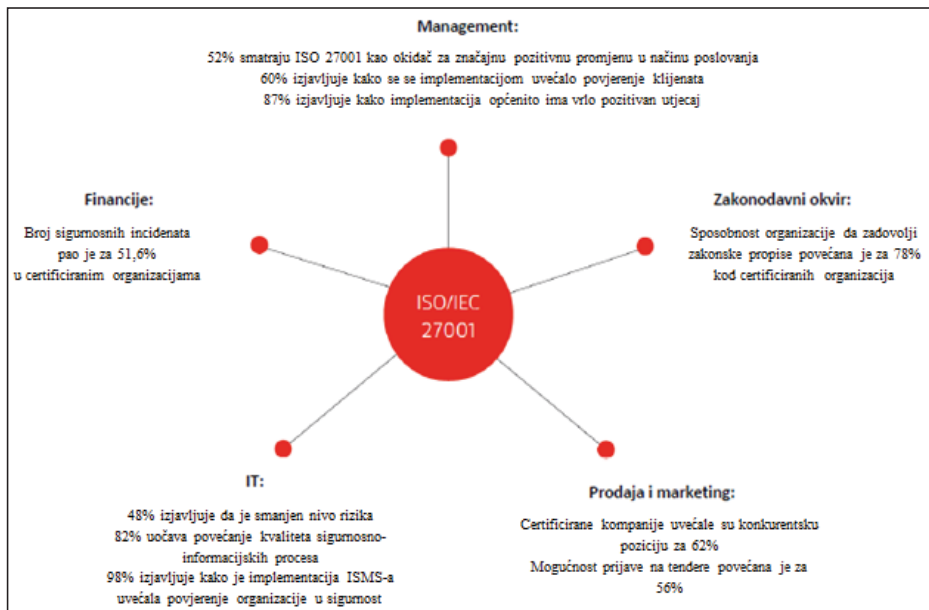 Management:
52% smatraju ISO 27001 kao okidač za značajnu pozitivnu promjenu u načinu poslovanja
60% izjavljuje kako se se implementacijom uvećalo povjerenje klijenata
87% izjavljuje kako implementacija općenito ima vrlo pozitivan utjecaj
Financije:
Broj sigurnosnih incidenata
pao je za 51,6%
u certificiranim organizacijama
Zakonodavni okvir:
Sposobnost organizacije da zadovolji
zakonske propise povećana je za 78%
kod certificiranih organizacija
ISO/IEC
27001
IT:
48% izjavljuje da je smanjen nivo rizika
82% uočava povećanje kvaliteta sigurnosno-
informacijskih procesa
98% izjavljuje kako je implementacija ISMS-a
uvećala povjerenje organizacije u sigurnost
Prodaja i marketing:
Certificirane kompanije uvećale su konkurentsku
poziciju za 62%
Mogućnost prijave na tendere povećana je za
56%